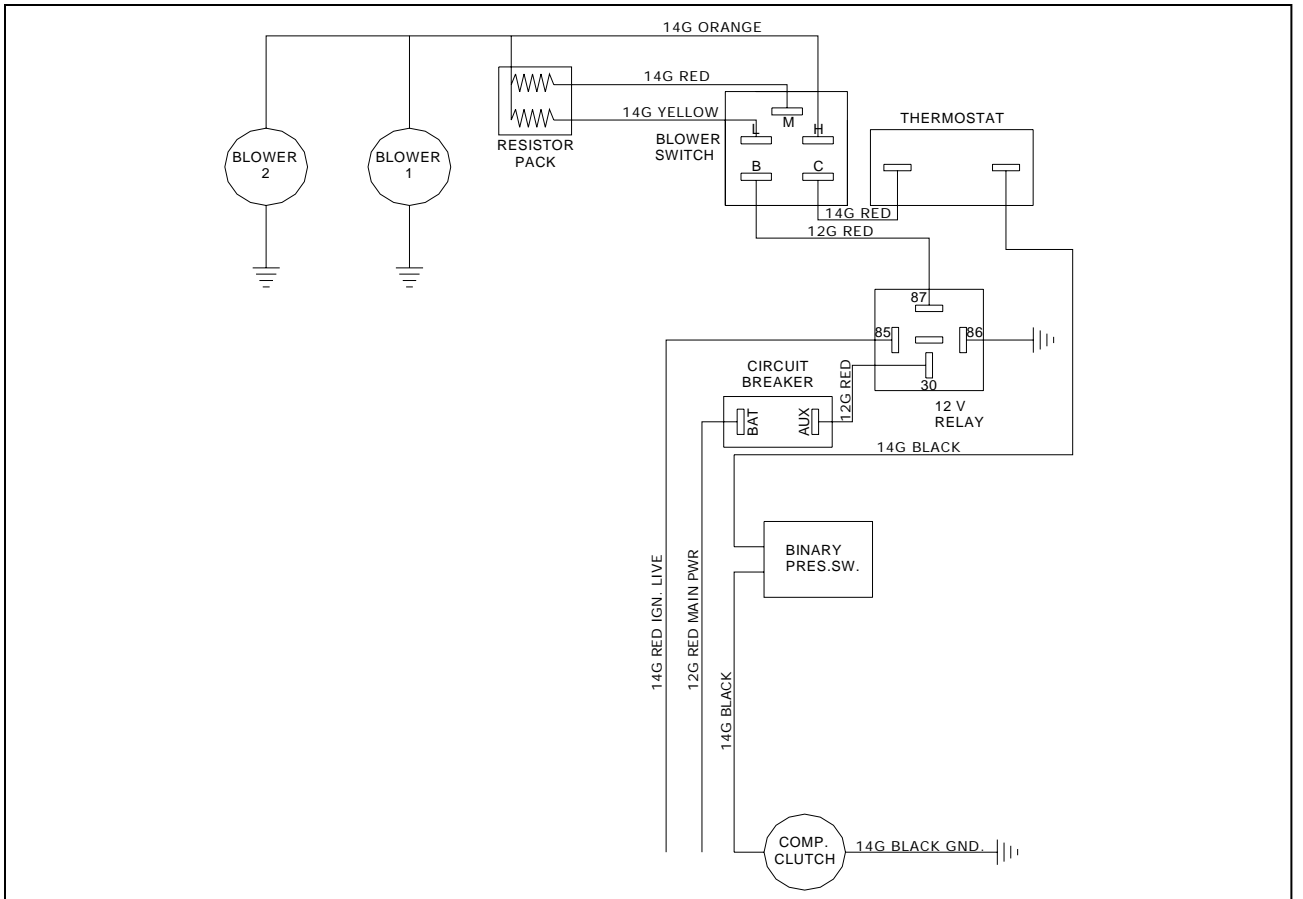 14G ORANGE
14G RED
14G YELLOW
BLOWER
SWITCH
L
M
H
B
C
THERMOSTAT
RESISTOR
PACK
BLOWER
2
BLOWER
1
14G RED
12G RED
87
85
86
30
12 V
RELAY
CIRCUIT
BREAKER
BAT
AUX
12G RED
14G BLACK
BINARY
PRES.SW.
14G RED IGN. LIVE
12G RED MAIN PWR
14G BLACK
COMP.
CLUTCH
14G BLACK GND.